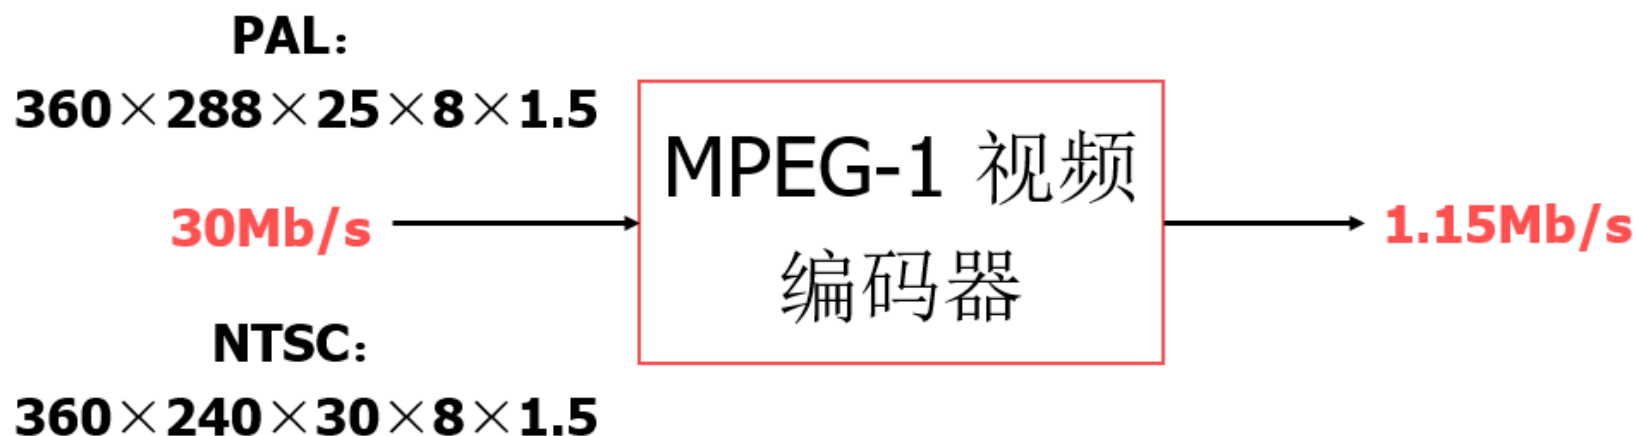 PAL：
360×288×25×8×1.5
30Mb/s
NTSC：
360×240×30×8×1.5
MPEG-1 视频
编码器
1.15Mb/s